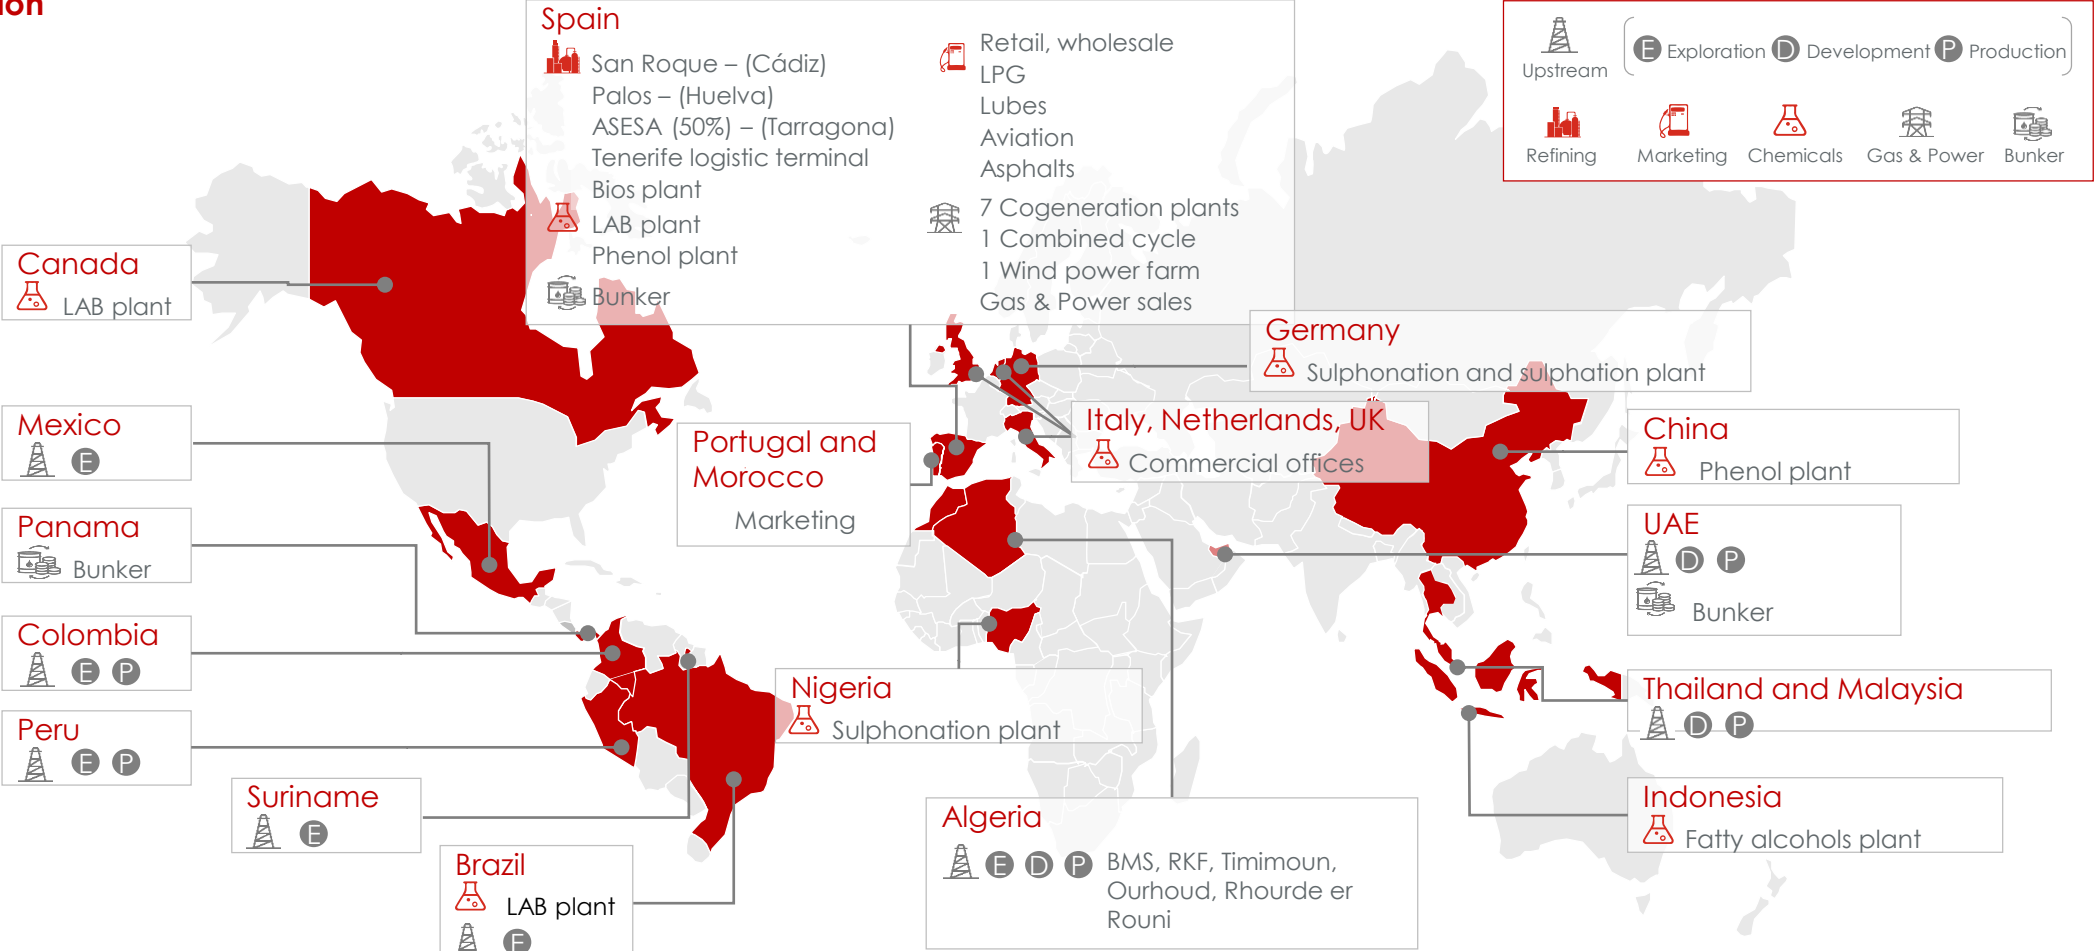 Spain
San Roque – (Cádiz)
Palos – (Huelva)
ASESA (50%) – (Tarragona)
Tenerife logistic terminal
Bios plant
LAB plant
Phenol plant
Bunker
Retail, wholesale
LPG
Lubes
Aviation
Asphalts
7 Cogeneration plants
1 Combined cycle
1 Wind power farm
Gas & Power sales
Upstream
E Exploration D Development P Production
Refining Marketing Chemicals Gas & Power Bunker
Canada
LAB plant
Mexico
E
Panama
Bunker
Colombia
E P
Peru
E P
Suriname
E
Brazil
LAB plant
E
Portugal and
Morocco
Marketing
Nigeria
Sulphonation plant
Algeria
E D P
BMS, RKF, Timimoun,
Ourhoud, Rhourde er
Rouni
Germany
Sulphonation and sulphation plant
Italy, Netherlands, UK
Commercial offices
China
Phenol plant
UAE
D P
Bunker
Thailand and Malaysia
D P
Indonesia
Fatty alcohols plant